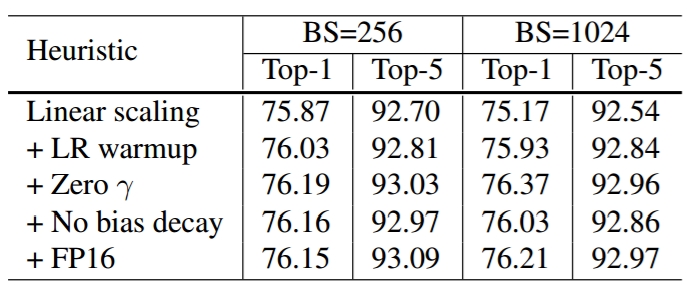 Heuristic BS=256 BS=1024
Top-1 Top-5 Top-1 Top-5
Linear scaling 75.87 92.70 75.17 92.54
+ LR warmup 76.03 92.81 75.93 92.84
+ Zero γ 76.19 93.03 76.37 92.96
+ No bias decay 76.16 92.97 76.03 92.86
+ FP16 76.15 93.09 76.21 92.97